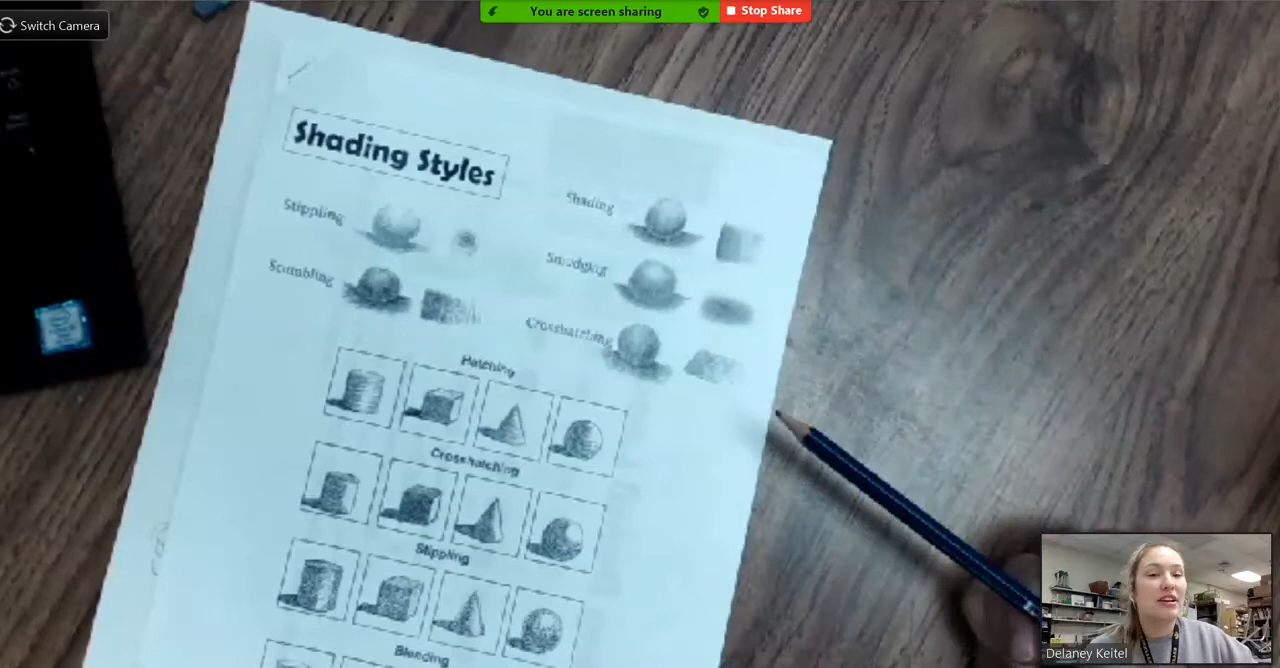 Switch Camera
You are screen sharing
Stop Share
Shading Styles
Stippling
Scumbling
Shading
Smudging
Crosshatching
Hatching
Crosshatching
Stippling
Blending
Delaney Keitel